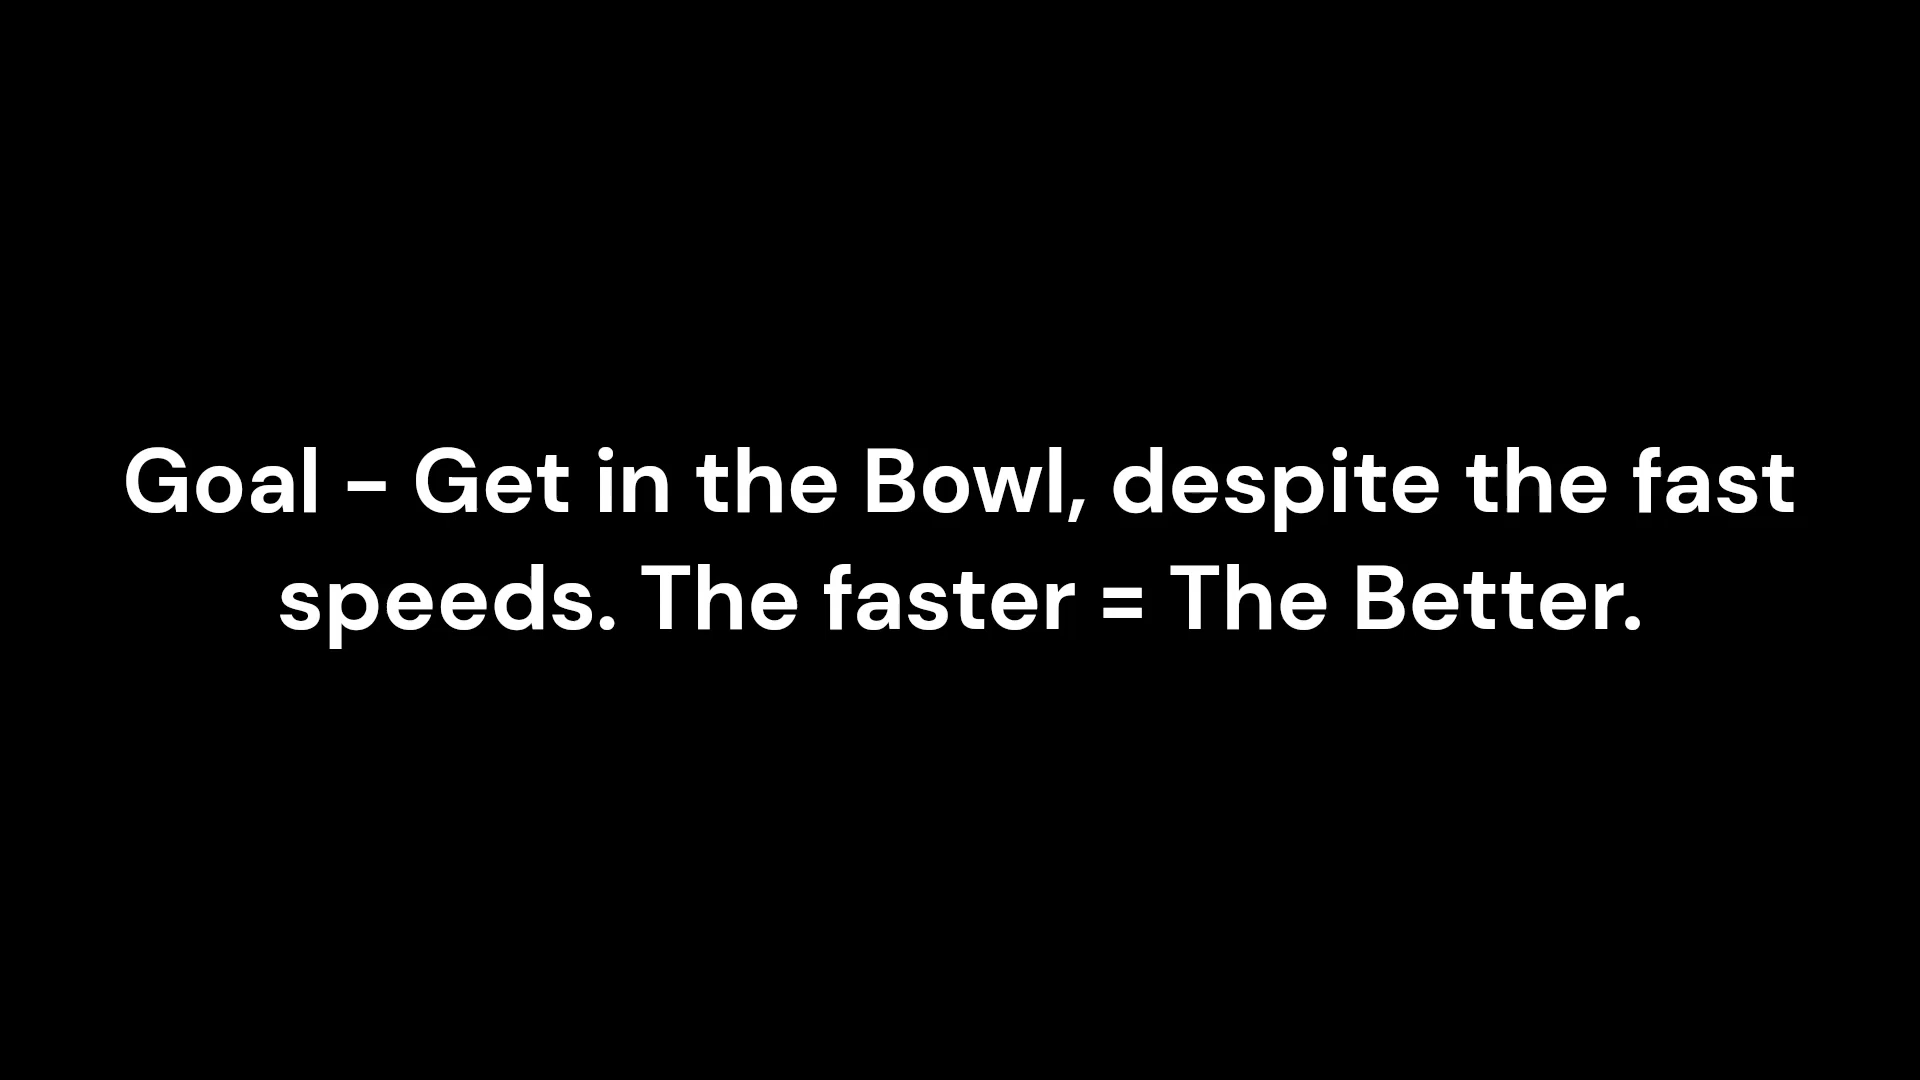 Goal - Get in the Bowl, despite the fast
speeds. The faster = The Better.